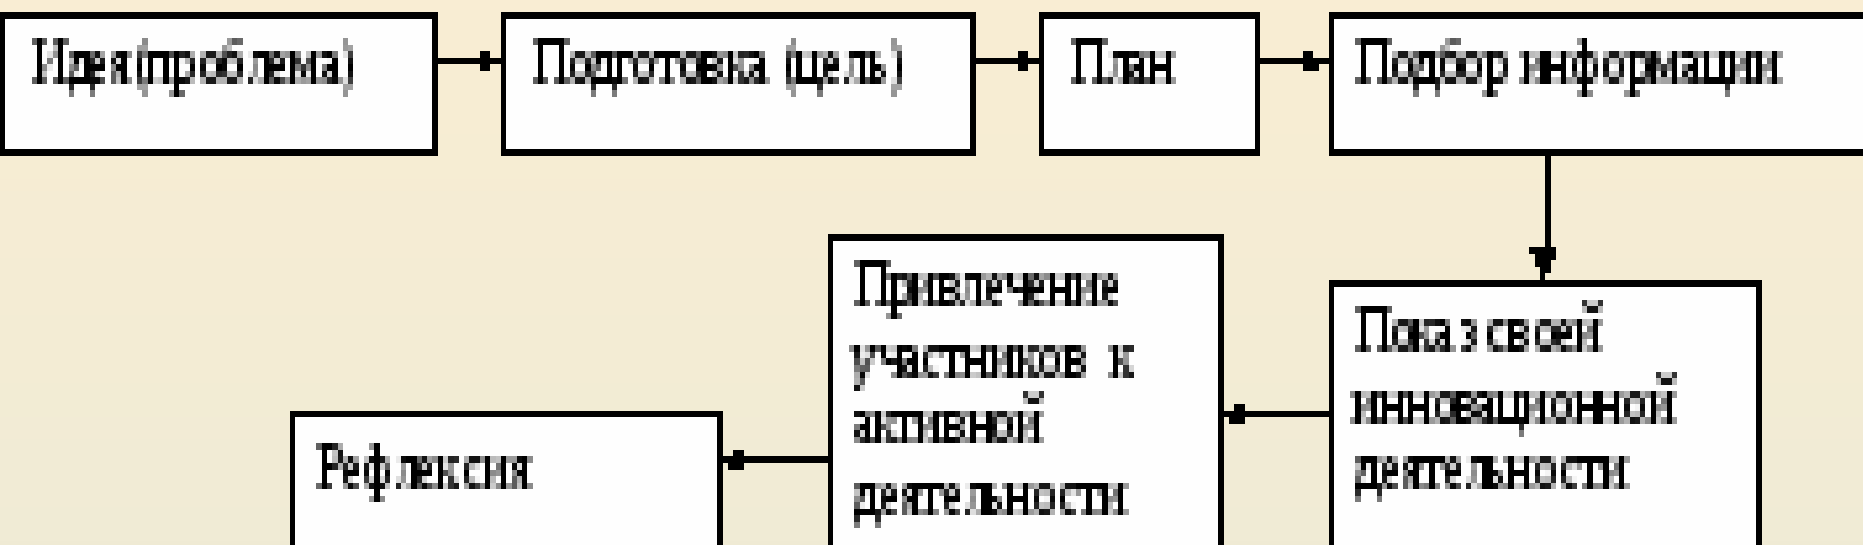 Идея(проблема)
Подготовка (цель)
План
Подбор информации
Показ своей
инновационной
деятельности
Привлечение
участников к
активной
деятельности
Рефлексия